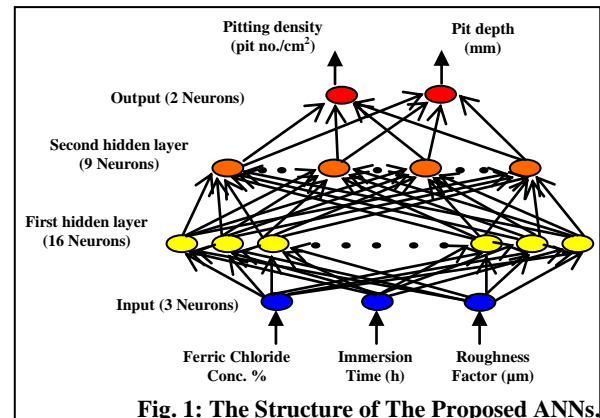 Pitting density
(pit no./cm²)
Pit depth
(mm)
Output (2 Neurons)
Second hidden layer
(9 Neurons)
First hidden layer
(16 Neurons)
Input (3 Neurons)
Ferric Chloride
Conc. %
Immersion
Time (h)
Roughness
Factor (µm)
Fig. 1: The Structure of The Proposed ANNs.